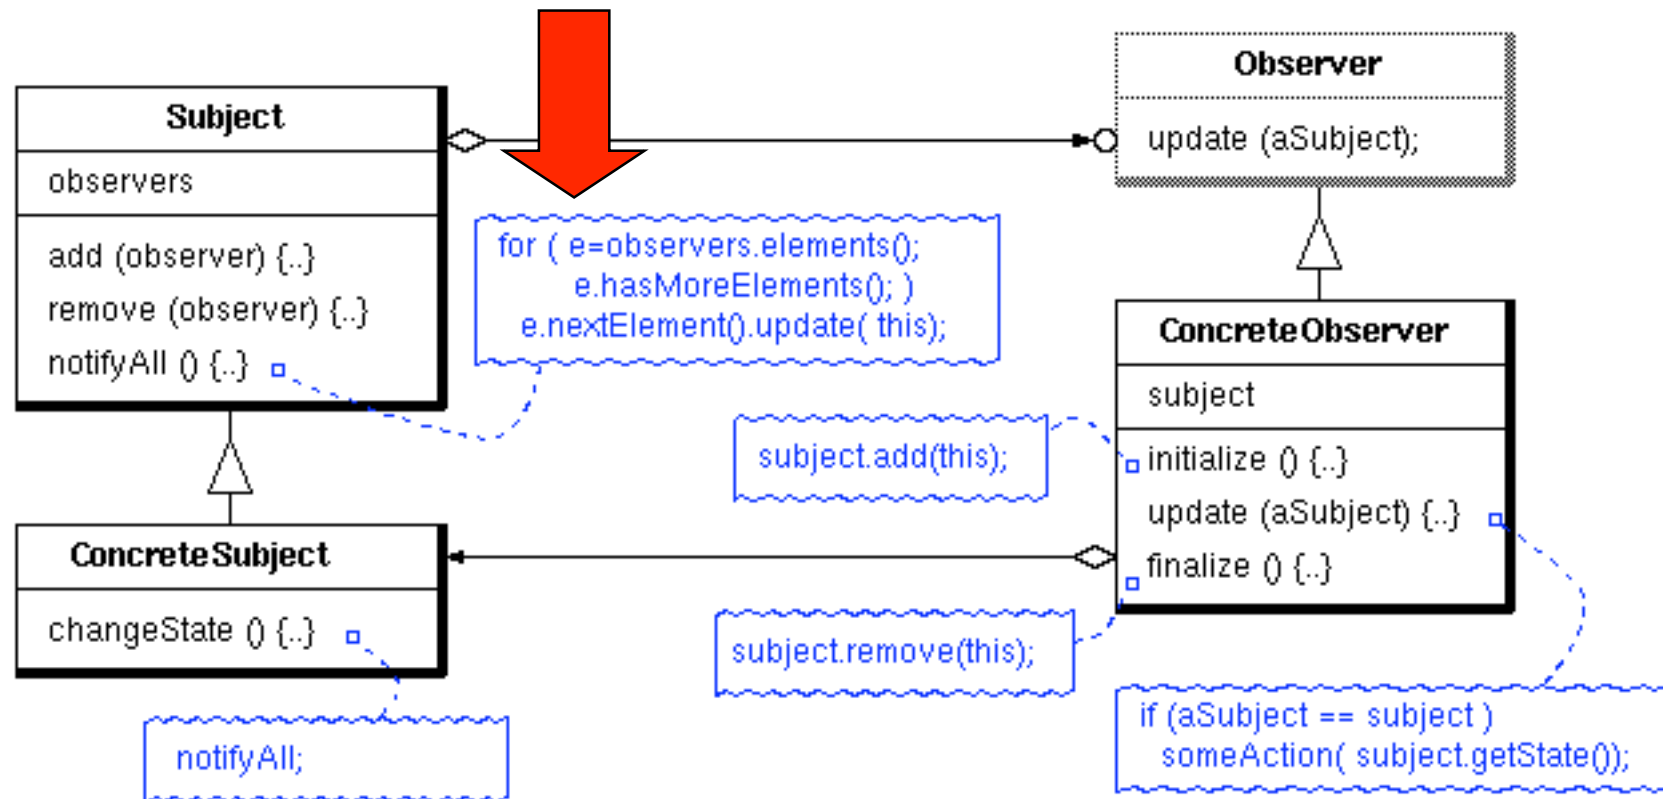 Subject
observers
add (observer) {..}
remove (observer) {..}
notifyAll () {..}
for ( e=observers.elements();
e.hasMoreElements(); )
e.nextElement().update( this);
Observer
update (aSubject);
ConcreteObserver
subject
initialize () {..}
update (aSubject) {..}
finalize () {..}
subject.add(this);
subject.remove(this);
ConcreteSubject
changeState () {..}
notifyAll;
if (aSubject == subject )
someAction( subject.getState());